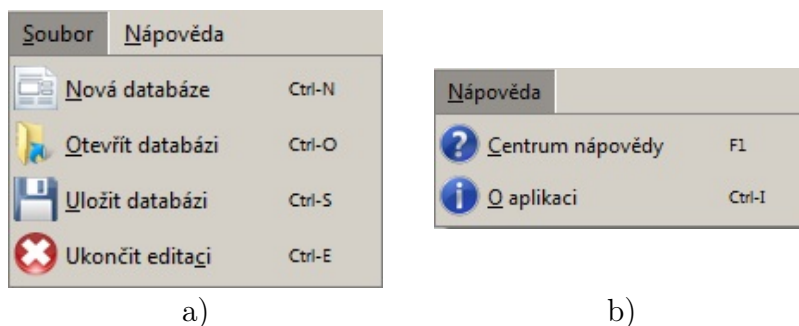 Soubor Nápověda
Nová databáze Ctrl-N
Otevřít databázi Ctrl-O
Uložit databázi Ctrl-S
Ukončit editaci Ctrl-E
a)
Nápověda
Centrum nápovědy F1
O aplikaci Ctrl-I
b)